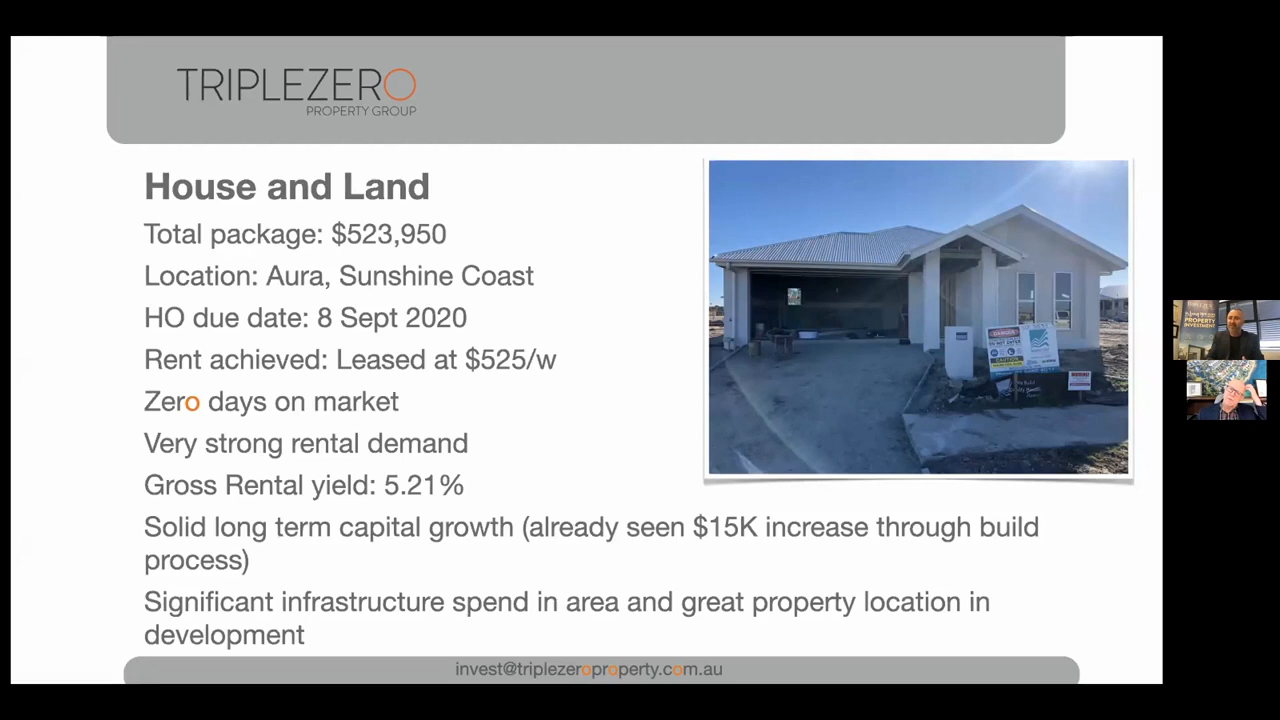 TRIPLEZERO
PROPERTY GROUP
House and Land
Total package: $523,950
Location: Aura, Sunshine Coast
HO due date: 8 Sept 2020
Rent achieved: Leased at $525/w
Zero days on market
Very strong rental demand
Gross Rental yield: 5.21%
Solid long term capital growth (already seen $15K increase through build
process)
Significant infrastructure spend in area and great property location in
development
invest@triplezeroproperty.com.au
DANGER
PROPERTY
INVESTMENT